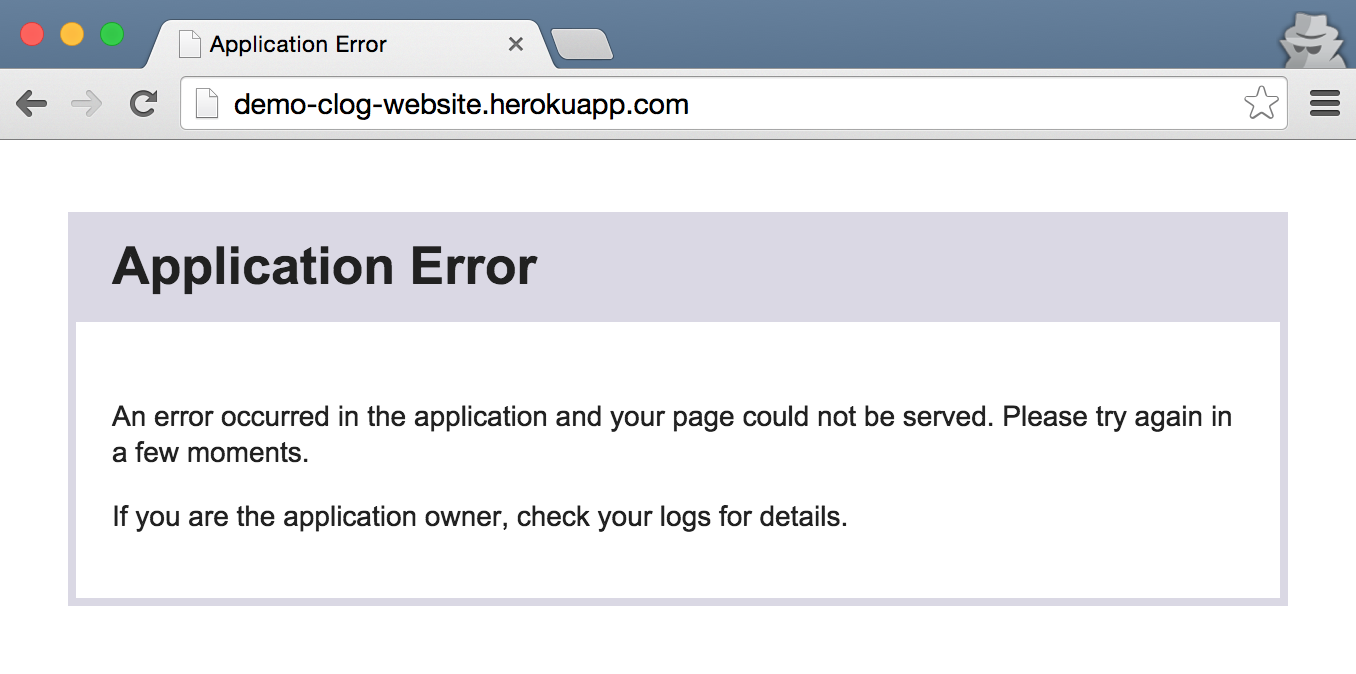 Application Error
demo-clog-website.herokuapp.com
Application Error
An error occurred in the application and your page could not be served. Please try again in
a few moments.
If you are the application owner, check your logs for details.